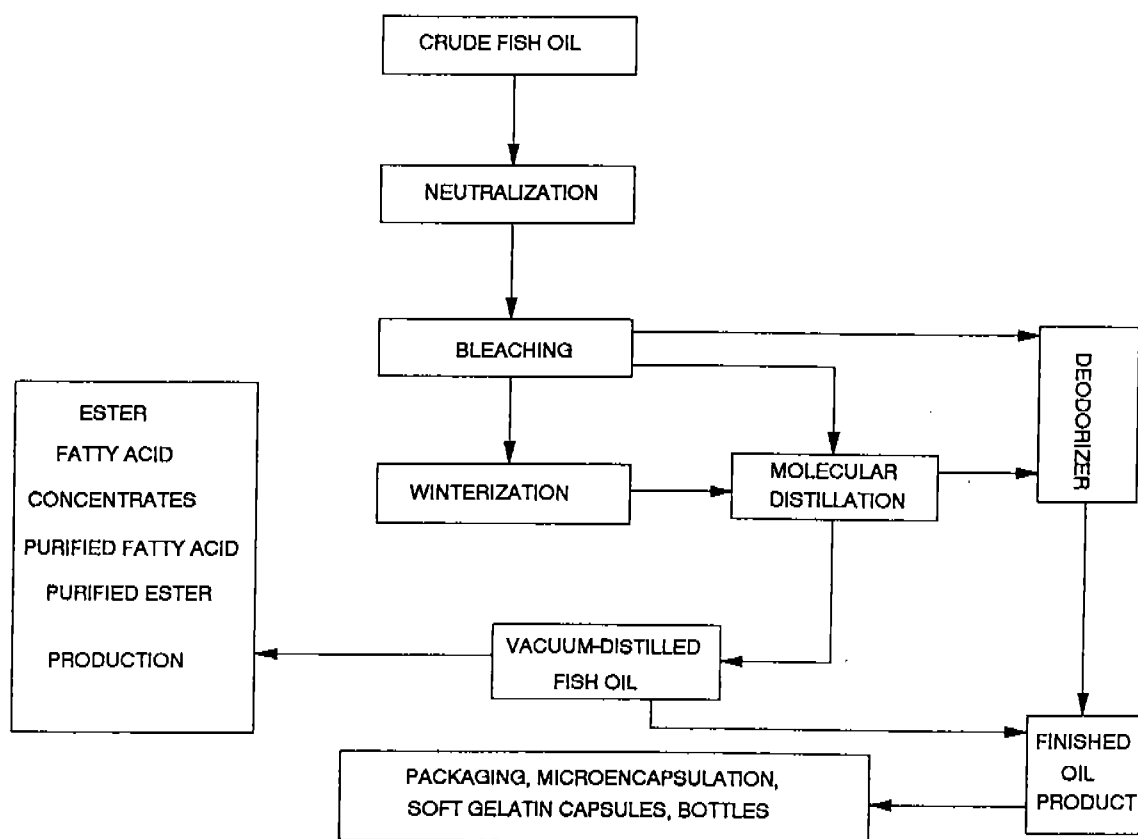 CRUDE FISH OIL
NEUTRALIZATION
BLEACHING
DEODORIZER
WINTERIZATION
MOLECULAR
DISTILLATION
ESTER
FATTY ACID
CONCENTRATES
PURIFIED FATTY ACID
PURIFIED ESTER
PRODUCTION
VACUUM-DISTILLED
FISH OIL
FINISHED
OIL
PRODUCT
PACKAGING, MICROENCAPSULATION,
SOFT GELATIN CAPSULES, BOTTLES